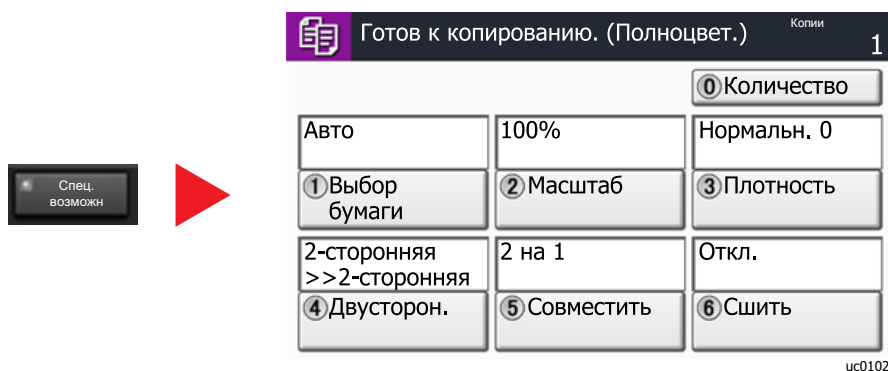 Готов к копированию. (Полноцвет.)
Копии
1
0 Количество
Авто
100%
Нормальн. 0
1 Выбор
бумаги
2 Масштаб
3 Плотность
Спец.
возможн
2-сторонняя
>>2-сторонняя
2 на 1
Откл.
4 Двусторон.
5 Совместить
6 Сшить
uc0102